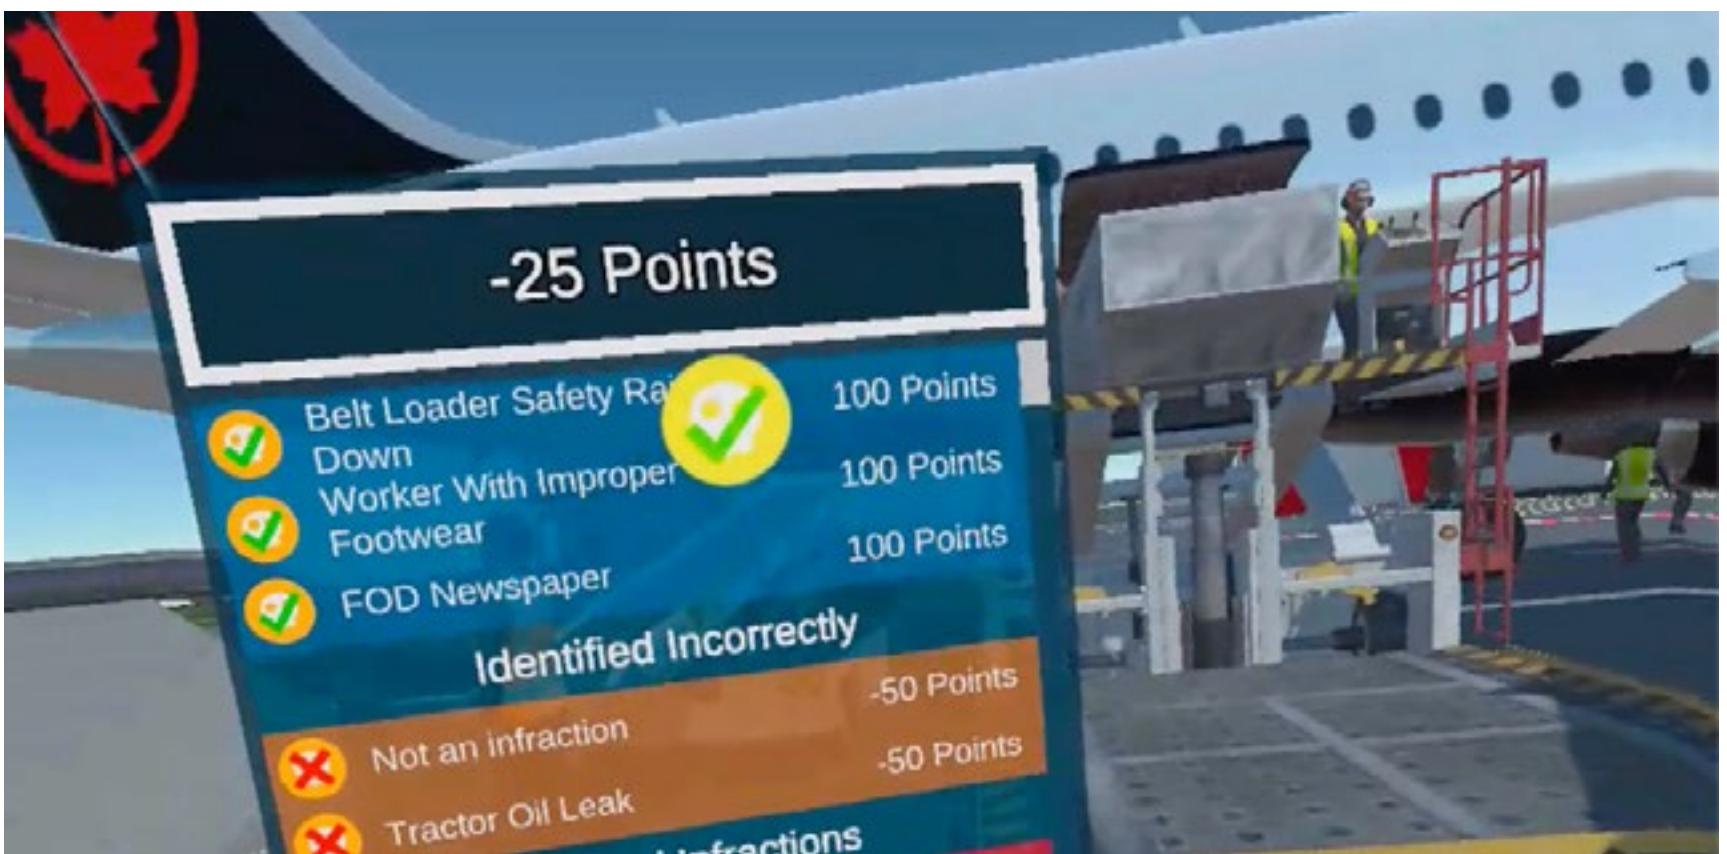 -25 Points
Belt Loader Safety 100 Points
Down
Worker With Improper 100 Points
Footwear
FOD Newspaper 100 Points
Identified Incorrectly
Not an infraction -50 Points
Tractor Oil Leak -50 Points